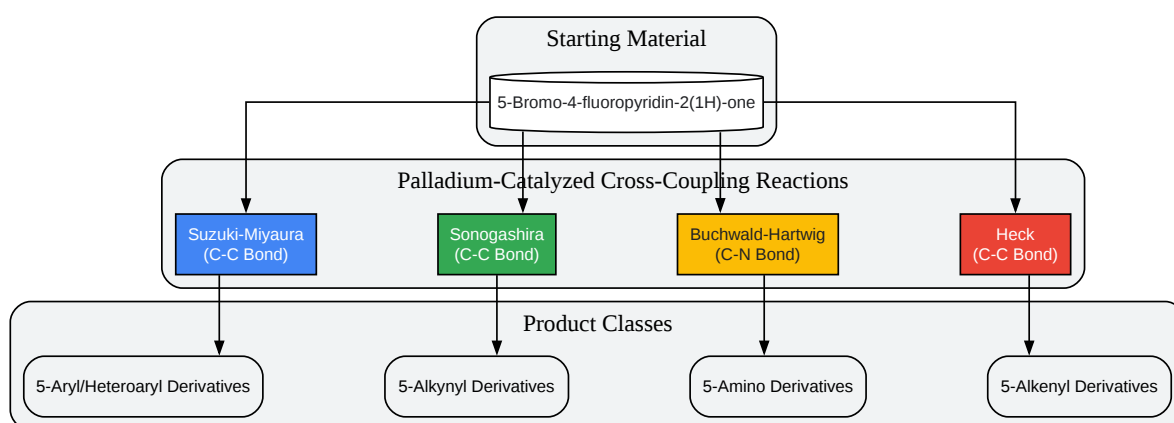 Starting Material
5-Bromo-4-fluoropyridin-2(1H)-one
Palladium-Catalyzed Cross-Coupling Reactions
Suzuki-Miyaura
(C-C Bond)
Sonogashira
(C-C Bond)
Buchwald-Hartwig
(C-N Bond)
Heck
(C-C Bond)
Product Classes
5-Aryl/Heteroaryl Derivatives
5-Alkynyl Derivatives
5-Amino Derivatives
5-Alkenyl Derivatives